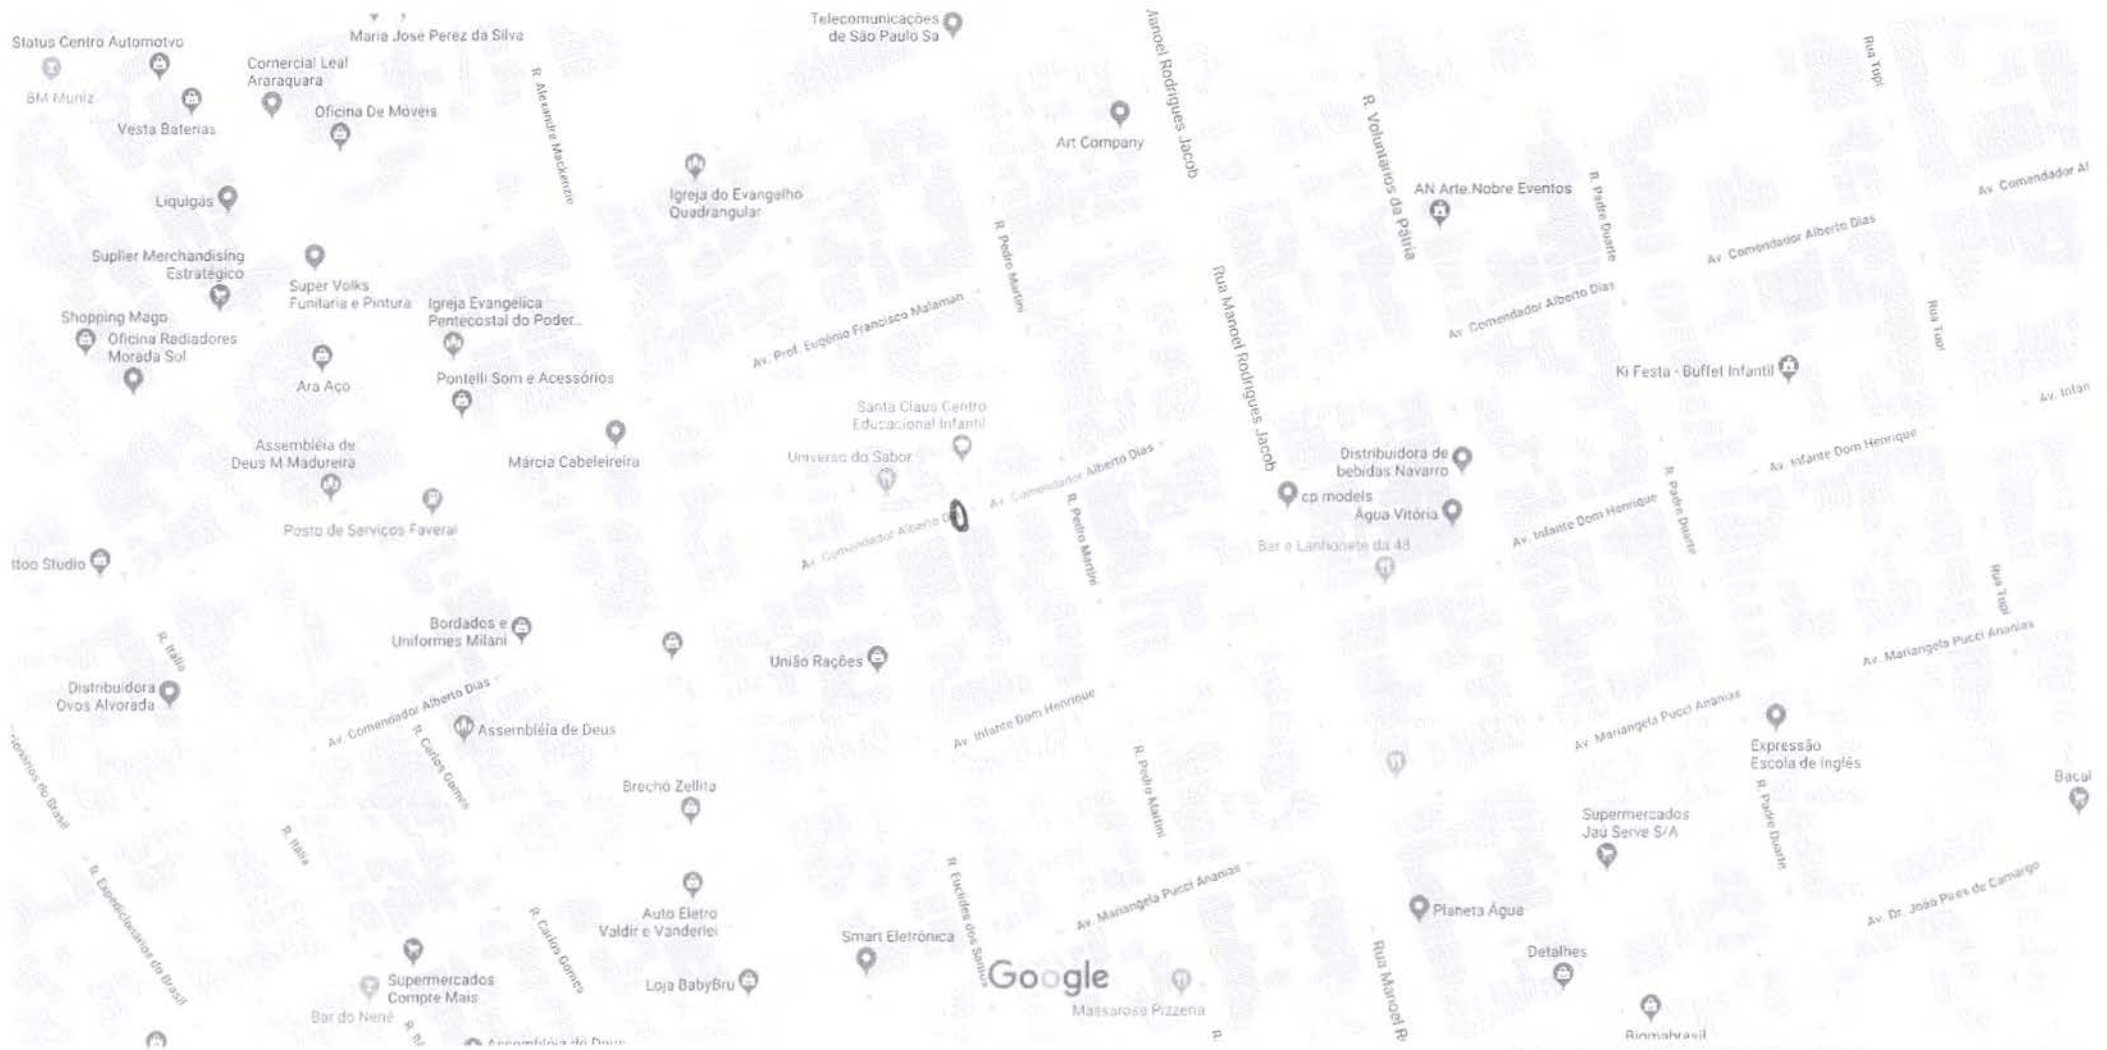 Maria José Perez da Silva
Telecomunicações
de São Paulo Sa
Status Centro Automotvo
BM Muniz
Comercial Leal
Araraquara
Vesta Baterias
Oficina De Moveis
R. Alexandre Mackenzie
Manoel Rodrigues Jacob
Rua Tupi
Art Company
R. Voluntários da Pátria
Igreja do Evangelho
Quadrangular
Liquigás
AN Arte.Nobre Eventos
R. Padre Duarte
Av. Comendador Al
Av. Comendador Alberto Dias
Suplier Merchandising
Estratégico
Super Volks
Funilaria e Pintura
R. Pedro Martini
Igreja Evangélica
Pentecostal do Poder...
Av. Prof. Eugênio Francisco Malaman
Rua Manoel Rodrigues Jacob
Av. Comendador Alberto Dias
Rua Tupi
Shopping Mago
Oficina Radiadores
Morada Sol
Ara Aço
Pontelli Som e Acessórios
Ki Festa - Buffet Infantil
Av. Infan
Santa Claus Centro
Educacional Infantil
Assembléia de
Deus M Madureira
Márcia Cabeleireira
Universo do Sabor
Av. Comendador Alberto Dias
Distribuidora de
bebidas Navarro
Av. Infante Dom Henrique
cp models
Água Vitória
R. Padre Duarte
Posto de Serviços Faveral
Av. Comendador Alberto
R. Pedro Martini
Av. Infante Dom Henrique
Bar e Lanhonete da 48
ttoo Studio
Rua Tupi
Bordados e
Uniformes Milani
R. Itália
União Rações
Av. Mariangela Pucci Ananias
Distribuidora
Ovos Alvorada
Av. Comendador Alberto Dias
Assembléia de Deus
R. Carlos Gomes
Av. Infante Dom Henrique
Av. Mariangela Pucci Ananias
Expressão
Escola de Inglês
cionários do Brasil
R. Pedro Martini
Brechó Zellita
Bacal
R. Itália
Supermercados
Jaú Serve S/A
R. Padre Duarte
R. Expedicionários do Brasil
R. Carlos Gomes
Auto Eletro
Valdir e Vanderlei
R. Euclides dos Santos
Av. Mariangela Pucci Ananias
Planeta Água
Av. Dr. João Pires de Camargo
Smart Eletrônica
Detalhes
Supermercados
Compre Mais
Loja BabyBru
Google
Rua Manoel R
Bar do Nenê
Massarosa Pizzeria
Assembléia de Deus
R.
Biomabrasil